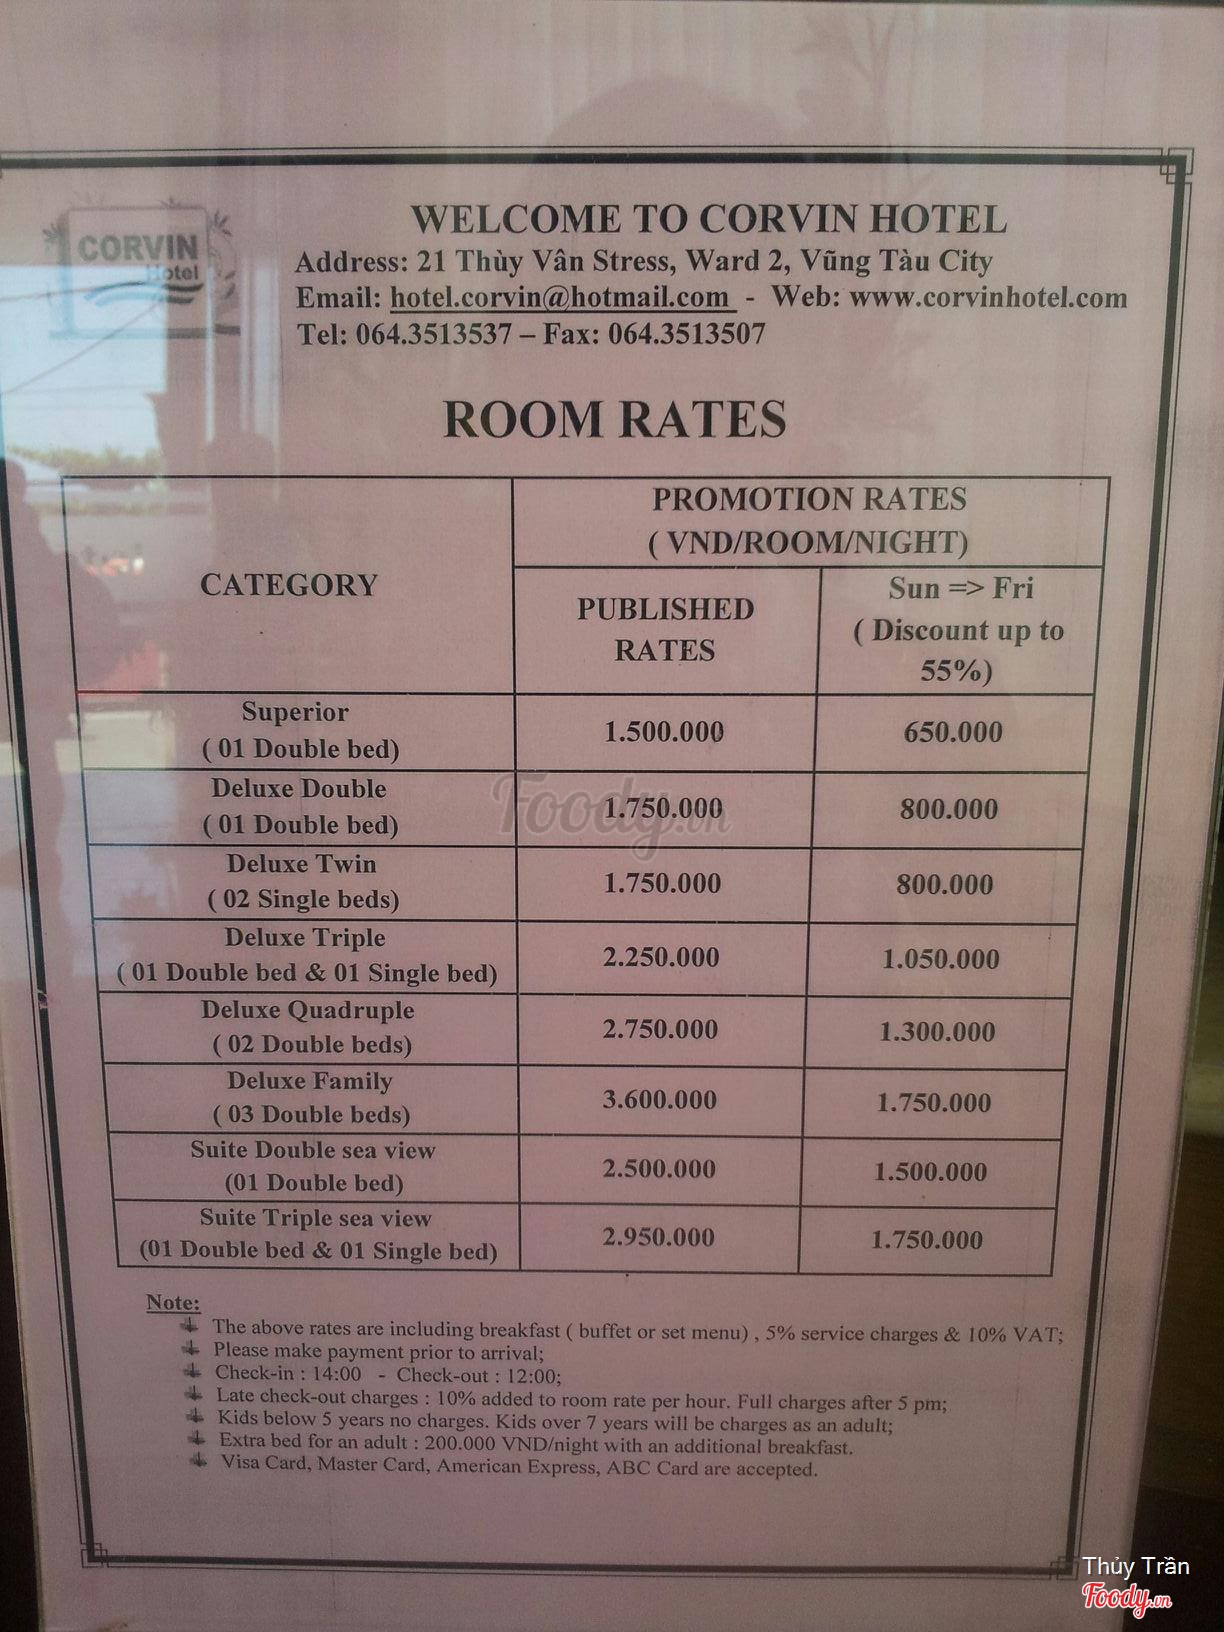 CORVIN
Hotel
WELCOME TO CORVIN HOTEL
Address: 21 Thùy Vân Stress, Ward 2, Vũng Tàu City
Email: hotel.corvin@hotmail.com - Web: www.corvinhotel.com
Tel: 064.3513537 – Fax: 064.3513507
ROOM RATES
CATEGORY
PROMOTION RATES
( VND/ROOM/NIGHT)
PUBLISHED
RATES
Sun => Fri
( Discount up to
55%)
Superior
( 01 Double bed)
1.500.000
650.000
Deluxe Double
( 01 Double bed)
1.750.000
800.000
Deluxe Twin
( 02 Single beds)
1.750.000
800.000
Deluxe Triple
( 01 Double bed & 01 Single bed)
2.250.000
1.050.000
Deluxe Quadruple
( 02 Double beds)
2.750.000
1.300.000
Deluxe Family
( 03 Double beds)
3.600.000
1.750.000
Suite Double sea view
(01 Double bed)
2.500.000
1.500.000
Suite Triple sea view
(01 Double bed & 01 Single bed)
2.950.000
1.750.000
Foody.vn
Note:
The above rates are including breakfast ( buffet or set menu) , 5% service charges & 10% VAT;
Please make payment prior to arrival;
Check-in : 14:00 - Check-out : 12:00;
Late check-out charges : 10% added to room rate per hour. Full charges after 5 pm;
Kids below 5 years no charges. Kids over 7 years will be charges as an adult;
Extra bed for an adult : 200.000 VND/night with an additional breakfast.
Visa Card, Master Card, American Express, ABC Card are accepted.
Thủy Trần
Foody.vn